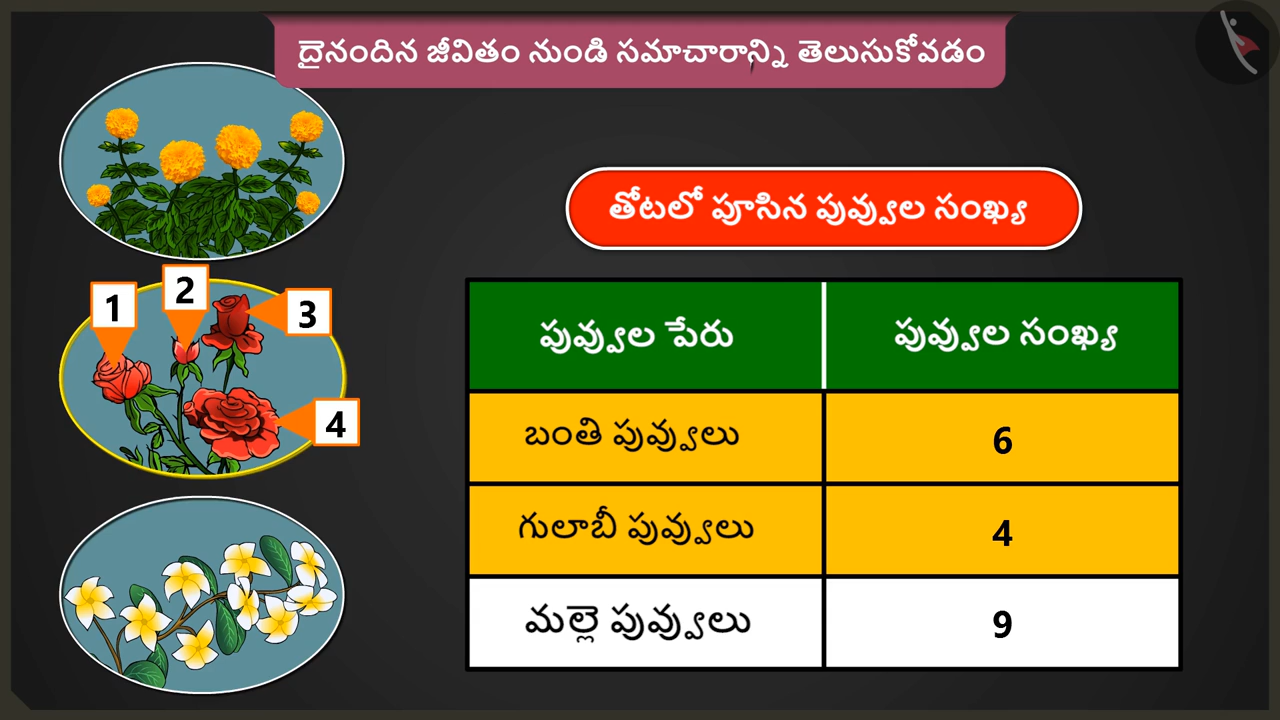 దైనందిన జీవితం నుండి సమాచారాన్ని తెలుసుకోవడం
తోటలో పూసిన పువ్వుల సంఖ్య
1
2
3
4
పువ్వుల పేరు పువ్వుల సంఖ్య
బంతి పువ్వులు 6
గులాబీ పువ్వులు 4
మల్లె పువ్వులు 9